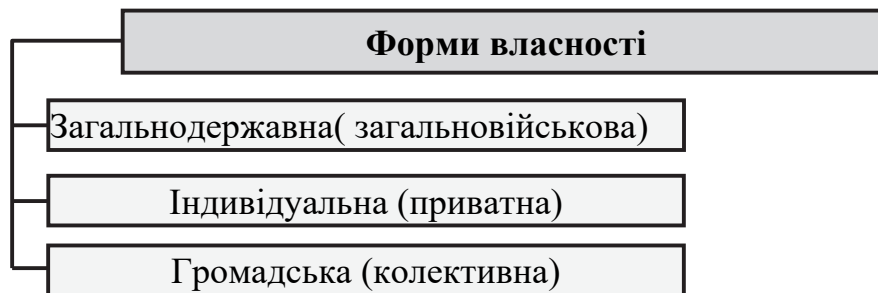 Форми власності
Загальнодержавна( загальновійськова)
Індивідуальна (приватна)
Громадська (колективна)